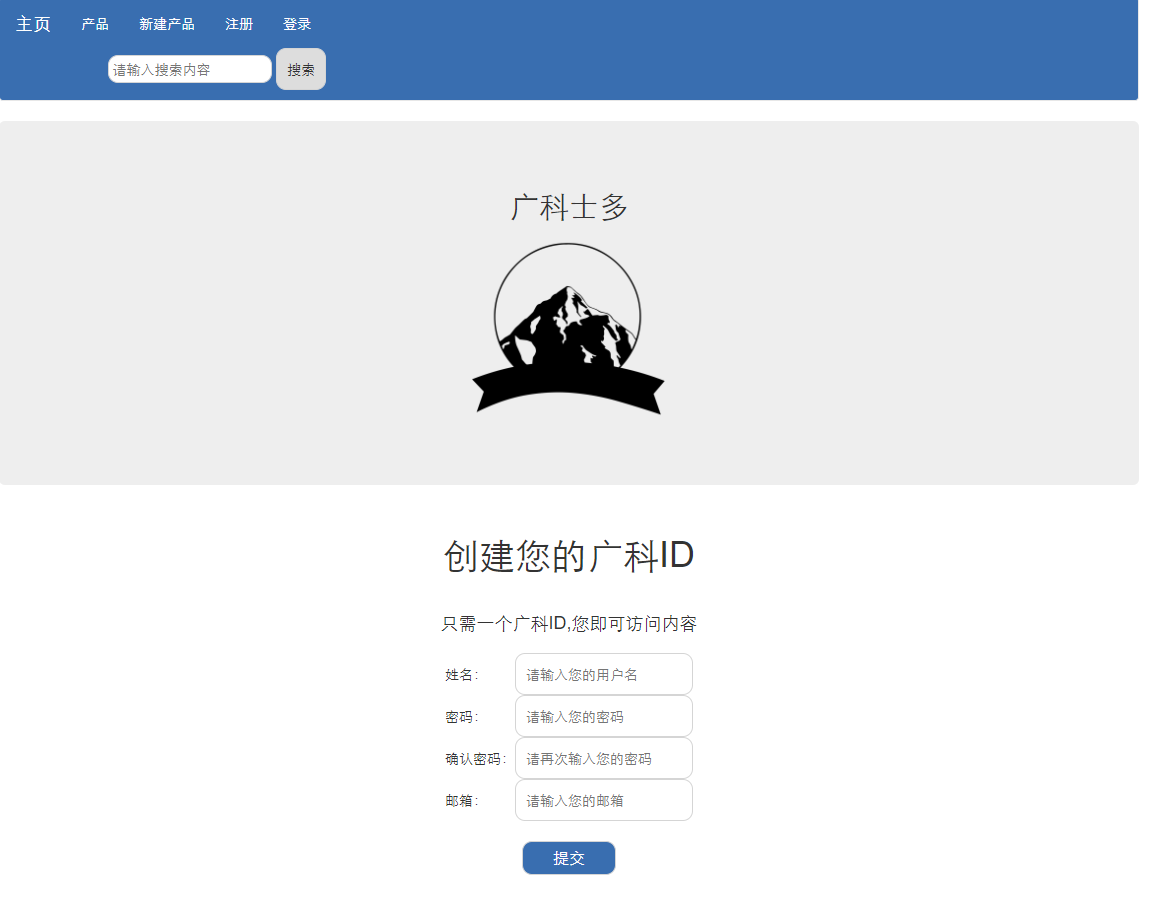 主页 产品 新建产品 注册 登录
请输入搜索内容 搜索
广科士多
创建您的广科ID
只需一个广科ID,您即可访问内容
姓名： 请输入您的用户名
密码： 请输入您的密码
确认密码： 请再次输入您的密码
邮箱： 请输入您的邮箱
提交